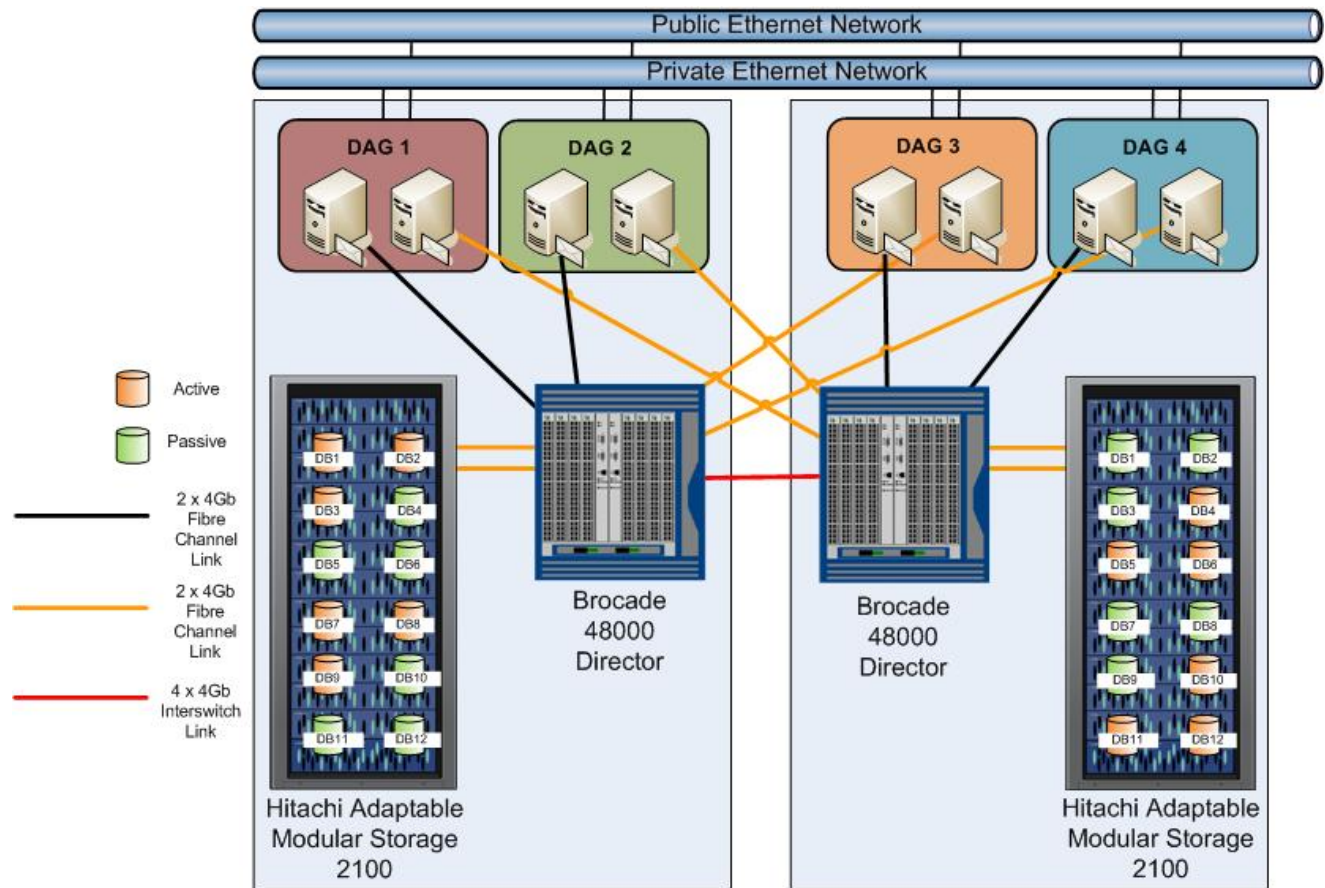 Public Ethernet Network
Private Ethernet Network
DAG 1
DAG 2
DAG 3
DAG 4
Active
Passive
2 x 4Gb
Fibre
Channel
Link
2 x 4Gb
Fibre
Channel
Link
4 x 4Gb
Interswitch
Link
DB1
DB2
DB3
DB4
DB5
DB6
DB7
DB8
DB9
DB10
DB11
DB12
Hitachi Adaptable
Modular Storage
2100
Brocade
48000
Director
Brocade
48000
Director
DB1
DB2
DB3
DB4
DB5
DB6
DB7
DB8
DB9
DB10
DB11
DB12
Hitachi Adaptable
Modular Storage
2100